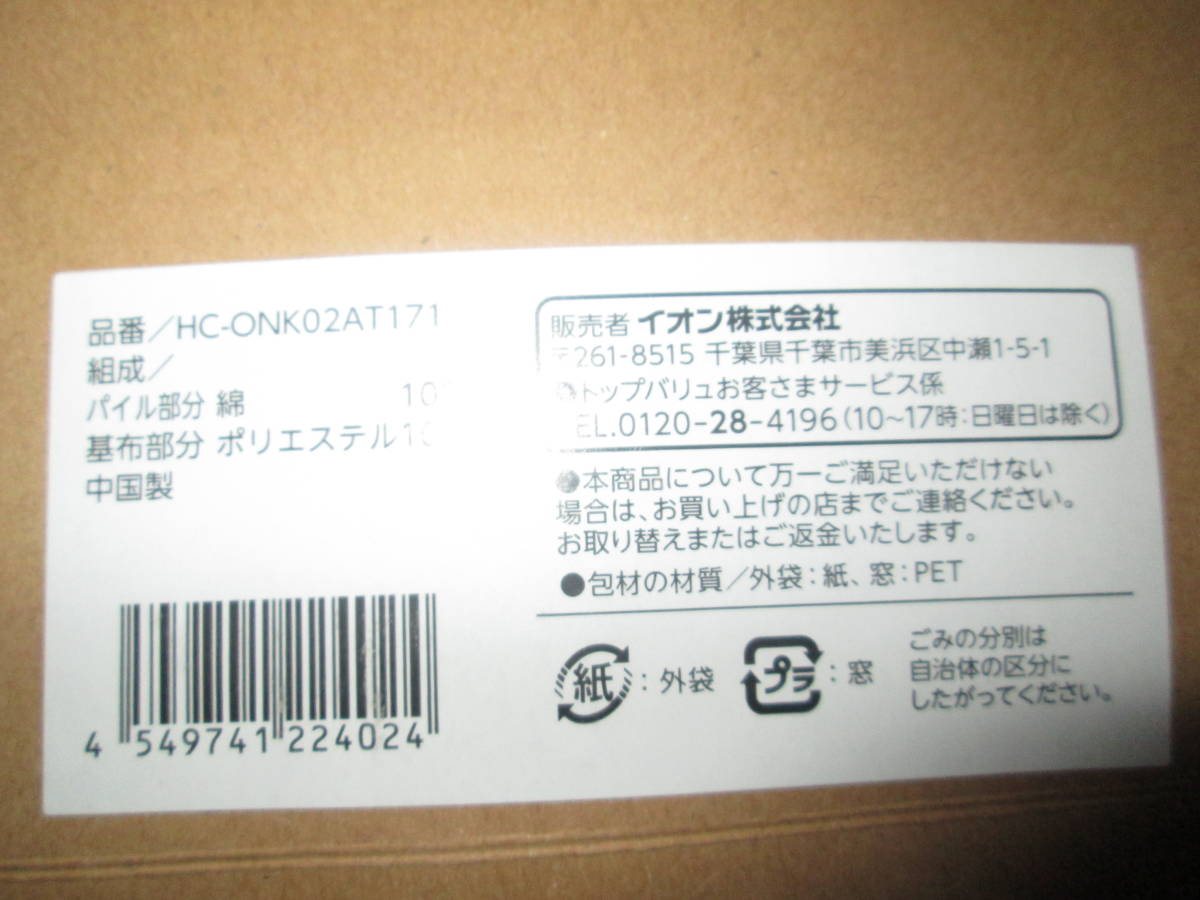 品番/HC-ONK02AT171
組成/
パイル部分 綿 10
基布部分 ポリエステル10
中国製
4 549741 224024
販売者 イオン株式会社
〒261-8515 千葉県千葉市美浜区中瀬1-5-1
トップバリュお客さまサービス係
TEL.0120-28-4196(10~17時:日曜日は除く)
●本商品について万一ご満足いただけない
場合は、お買い上げの店までご連絡ください。
お取り替えまたはご返金いたします。
●包材の材質/外袋:紙、窓:PET
紙:外袋 プラ:窓
ごみの分別は
自治体の区分に
したがってください。